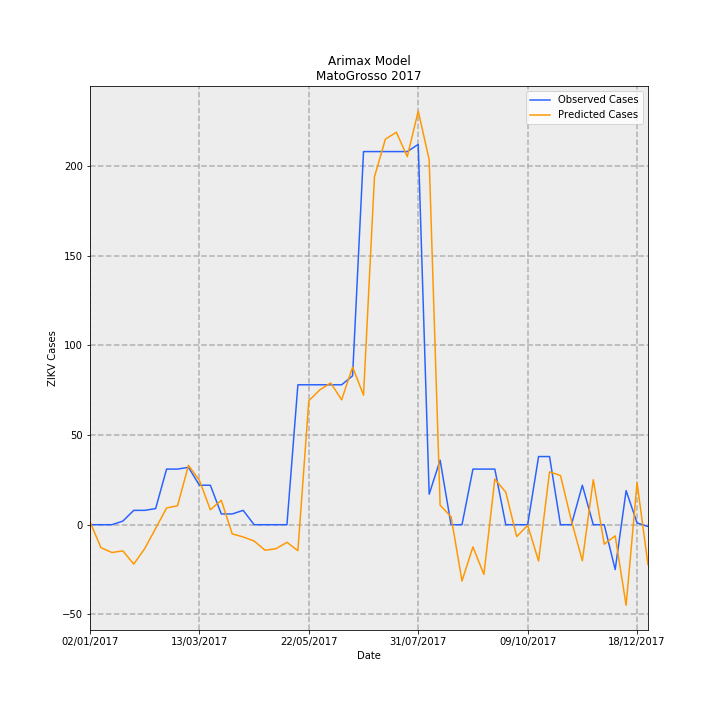 Arimax Model
MatoGrosso 2017
Observed Cases
Predicted Cases
ZIKV Cases
200
150
100
50
0
−50
02/01/2017
13/03/2017
22/05/2017
31/07/2017
09/10/2017
18/12/2017
Date